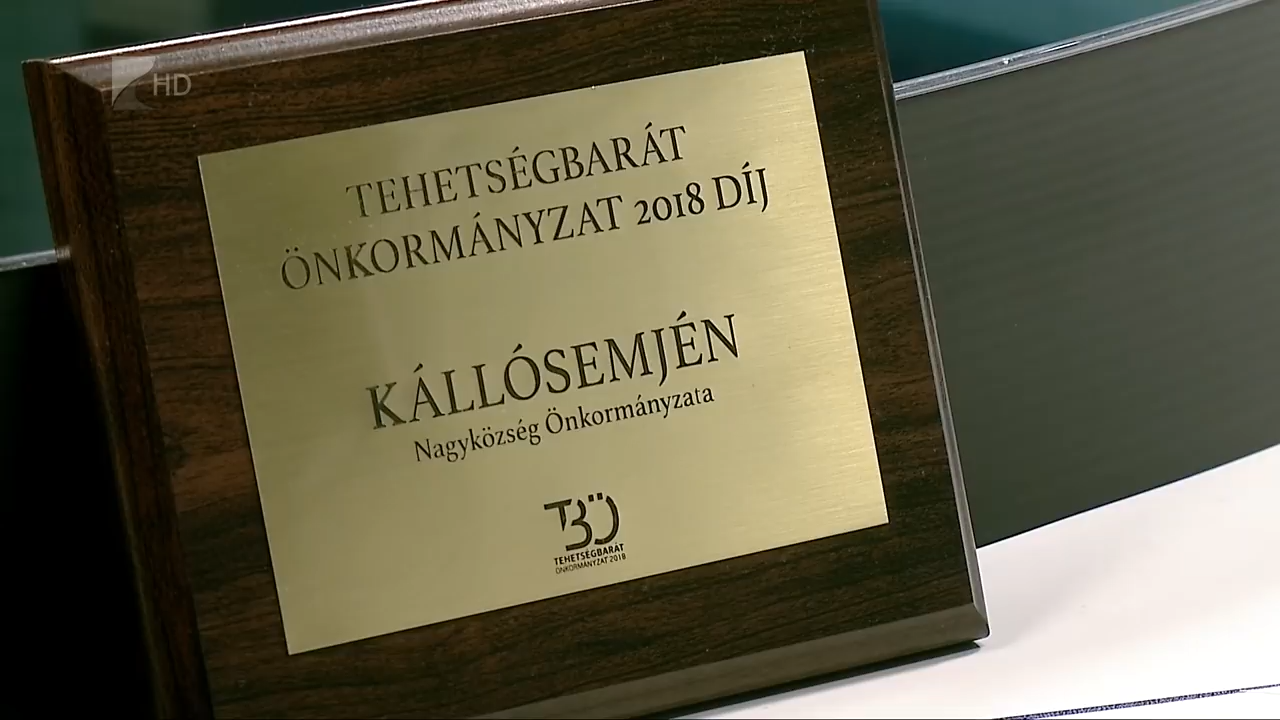 HD
TEHETSÉGBARÁT
ÖNKORMÁNYZAT 2018 DÍJ
KÁLLÓSEMJÉN
Nagyközség Önkormányzata
TBÖ
TEHETSÉGBARÁT
ÖNKORMÁNYZAT 2018